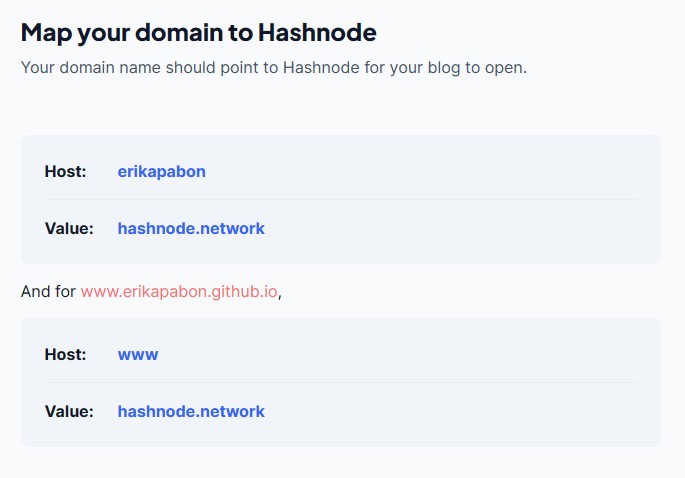 Map your domain to Hashnode
Your domain name should point to Hashnode for your blog to open.
Host: erikapabon
Value: hashnode.network
And for www.erikapabon.github.io,
Host: www
Value: hashnode.network